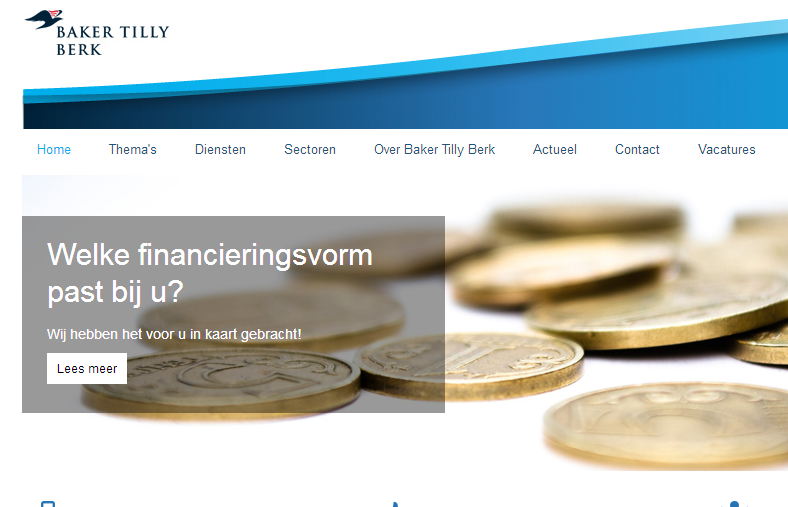 BAKER TILLY
BERK
Home Thema's Diensten Sectoren Over Baker Tilly Berk Actueel Contact Vacatures
Welke financieringsvorm
past bij u?
Wij hebben het voor u in kaart gebracht!
Lees meer